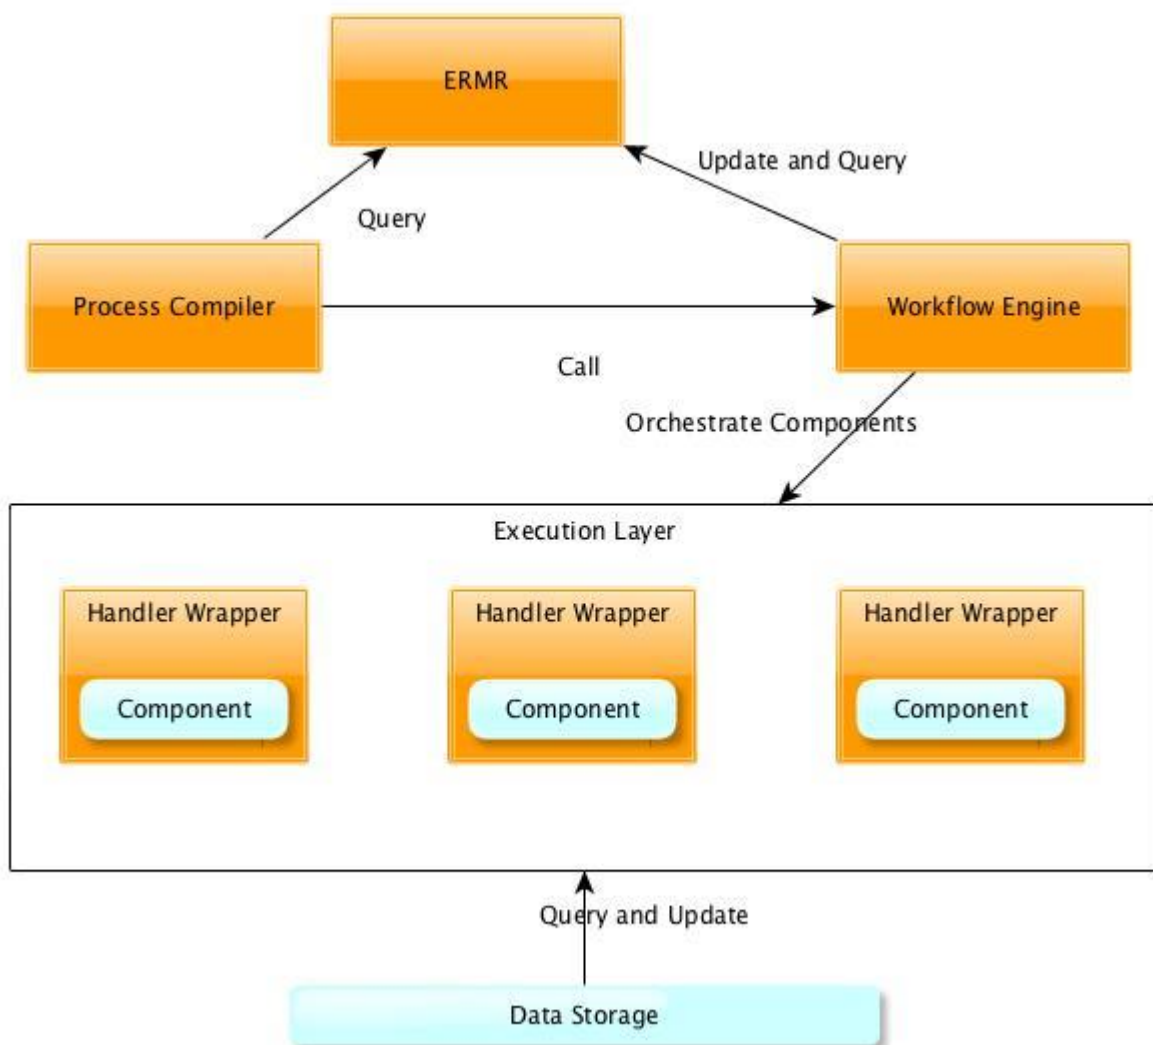 ERMR
Update and Query
Query
Process Compiler
Workflow Engine
Call
Orchestrate Components
Execution Layer
Handler Wrapper
Handler Wrapper
Handler Wrapper
Component
Component
Component
Query and Update
Data Storage